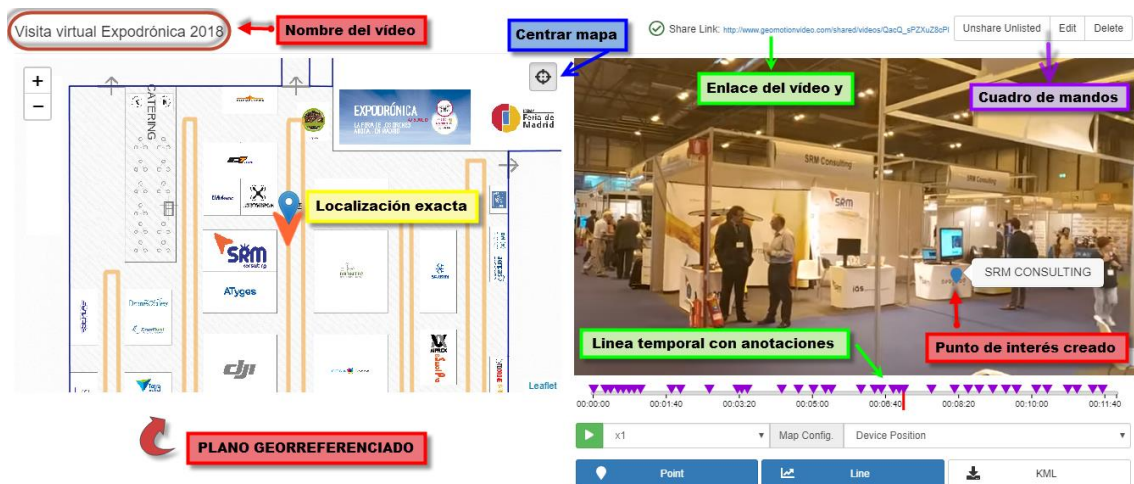 Visita virtual Expodrónica 2018
Nombre del vídeo
Centrar mapa
Share Link: http://www.geomotionvideo.com/shared/videos/QacQ_sPZXuZ8oPl
Unshare Unlisted
Edit
Delete
Enlace del vídeo y
Cuadro de mandos
+
−
CATERING
EXPODRÓNICA
Feria de
Madrid
Localización exacta
SRM
consulting
ATyges
dji
Leaflet
PLANO GEORREFERENCIADO
SRM Consulting
SRM
SRM CONSULTING
Linea temporal con anotaciones
Punto de interés creado
00:00:00
00:01:40
00:03:20
00:05:00
00:06:40
00:08:20
00:10:00
00:11:40
x1
Map Config.
Device Position
Point
Line
KML